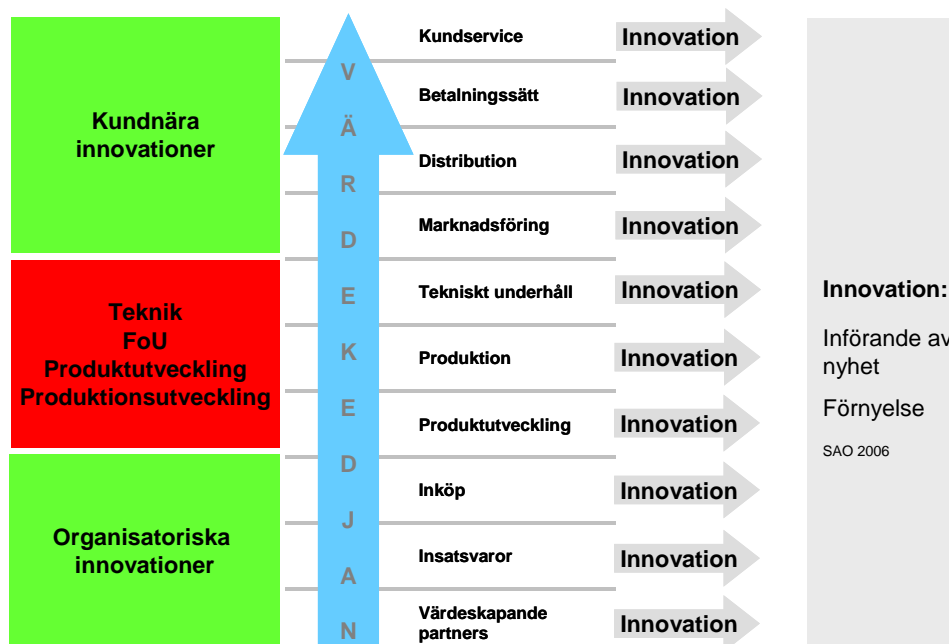 Kundnära
innovationer
Teknik
FoU
Produktutveckling
Produktionsutveckling
Organisatoriska
innovationer
V
Ä
R
D
E
K
E
D
J
A
N
Kundservice
Innovation
Betalningssätt
Innovation
Distribution
Innovation
Marknadsföring
Innovation
Tekniskt underhåll
Innovation
Produktion
Innovation
Produktutveckling
Innovation
Inköp
Innovation
Insatsvaror
Innovation
Värdeskapande
partners
Innovation
Innovation:
Införande av
nyhet
Förnyelse
SAO 2006